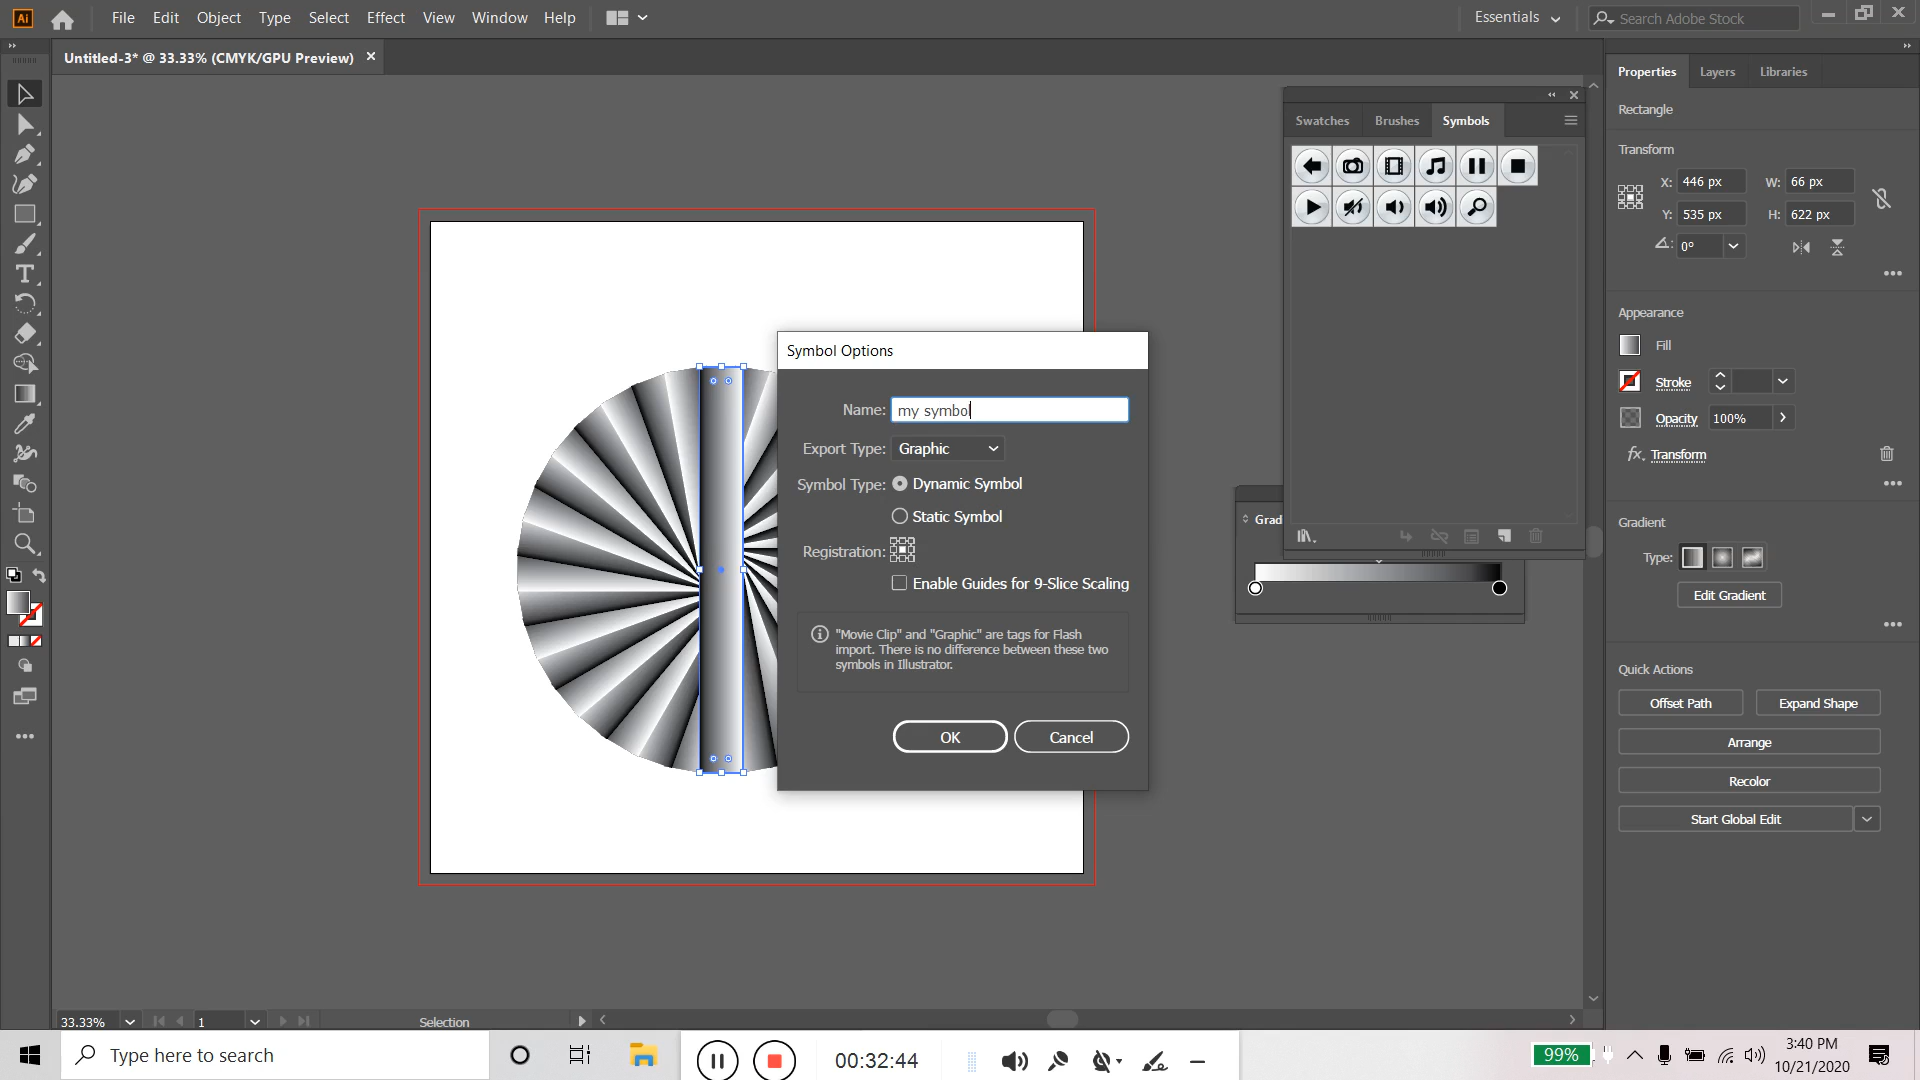 Ai File Edit Object Type Select Effect View Window Help Essentials Search Adobe Stock
Untitled-3* @ 33.33% (CMYK/GPU Preview)
Swatches Brushes Symbols
Symbol Options
Name: my symbol
Export Type: Graphic
Symbol Type: Dynamic Symbol
Static Symbol
Registration:
Enable Guides for 9-Slice Scaling
"Movie Clip" and "Graphic" are tags for Flash
import. There is no difference between these two
symbols in Illustrator.
OK Cancel
Grad
Properties Layers Libraries
Rectangle
Transform
X: 446 px W: 66 px
Y: 535 px H: 622 px
0°
Appearance
Fill
Stroke
Opacity 100%
fx. Transform
Gradient
Type:
Edit Gradient
Quick Actions
Offset Path Expand Shape
Arrange
Recolor
Start Global Edit
33.33% 1 Selection
Type here to search
00:32:44
99%
3:40 PM
10/21/2020